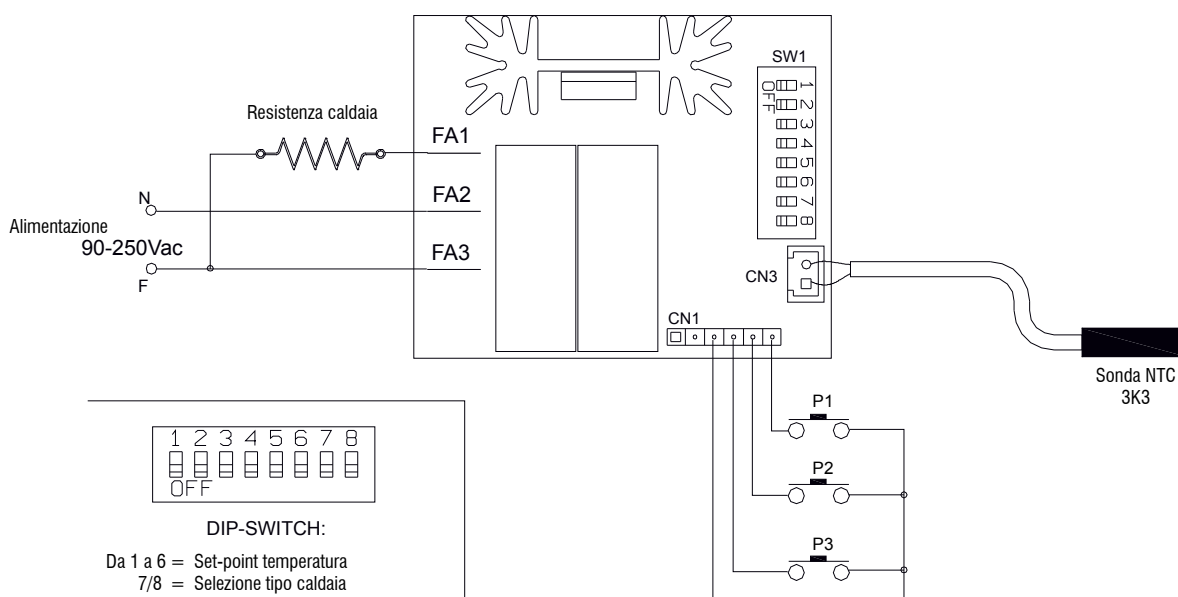 SW1
OFF
1
2
3
4
5
6
7
8
Resistenza caldaia
FA1
N
FA2
Alimentazione
90-250Vac
FA3
F
CN3
CN1
Sonda NTC
3K3
P1
P2
P3
1 2 3 4 5 6 7 8
OFF
DIP-SWITCH:
Da 1 a 6 = Set-point temperatura
7/8 = Selezione tipo caldaia